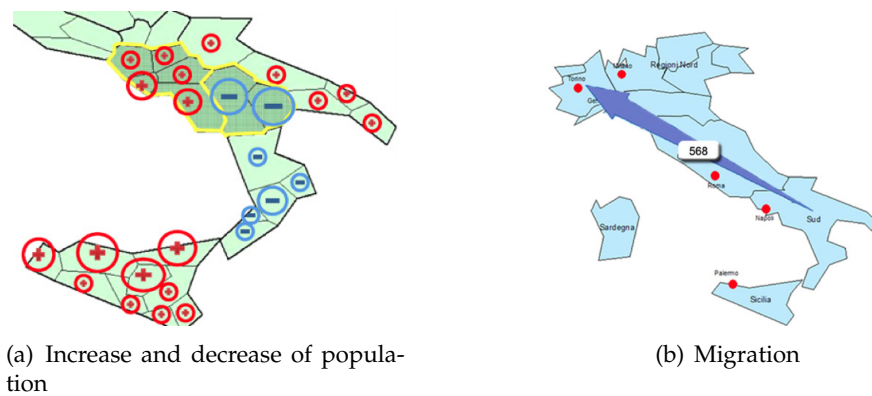 Milano
Regioni Nord
Torino
Gen
568
Roma
Napoli
Sud
Sardegna
Palermo
Sicilia
(a) Increase and decrease of popula-
tion
(b) Migration